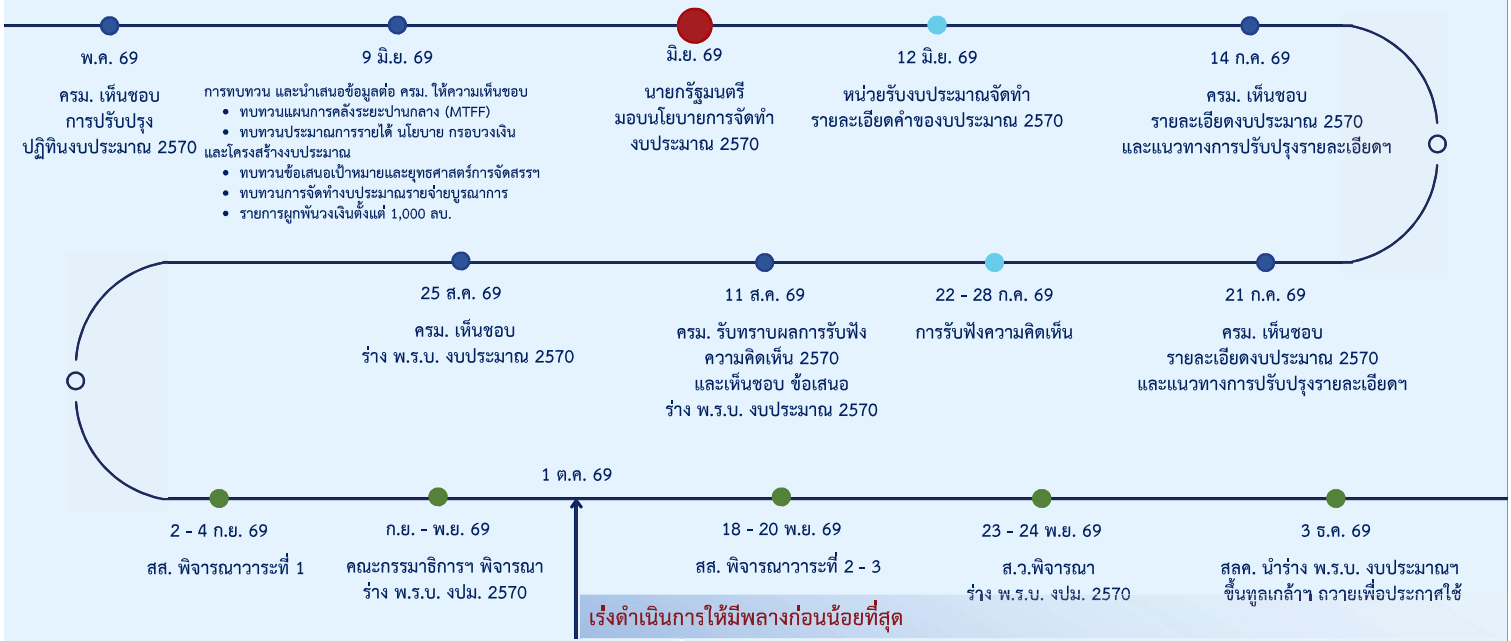 พ.ค. 69
ครม. เห็นชอบ
การปรับปรุง
ปฏิทินงบประมาณ 2570
9 มิ.ย. 69
การทบทวน และนำเสนอข้อมูลต่อ ครม. ให้ความเห็นชอบ
• ทบทวนแผนการคลังระยะปานกลาง (MTFF)
• ทบทวนประมาณการรายได้ นโยบาย กรอบวงเงิน
และโครงสร้างงบประมาณ
• ทบทวนข้อเสนอเป้าหมายและยุทธศาสตร์การจัดสรรฯ
• ทบทวนการจัดทำงบประมาณรายจ่ายบูรณาการ
• รายการผูกพันวงเงินตั้งแต่ 1,000 ลบ.
มิ.ย. 69
นายกรัฐมนตรี
มอบนโยบายการจัดทำ
งบประมาณ 2570
12 มิ.ย. 69
หน่วยรับงบประมาณจัดทำ
รายละเอียดคำของบประมาณ 2570
14 ก.ค. 69
ครม. เห็นชอบ
รายละเอียดงบประมาณ 2570
และแนวทางการปรับปรุงรายละเอียดฯ
25 ส.ค. 69
ครม. เห็นชอบ
ร่าง พ.ร.บ. งบประมาณ 2570
11 ส.ค. 69
ครม. รับทราบผลการรับฟัง
ความคิดเห็น 2570
และเห็นชอบ ข้อเสนอ
ร่าง พ.ร.บ. งบประมาณ 2570
22 - 28 ก.ค. 69
การรับฟังความคิดเห็น
21 ก.ค. 69
ครม. เห็นชอบ
รายละเอียดงบประมาณ 2570
และแนวทางการปรับปรุงรายละเอียดฯ
2 - 4 ก.ย. 69
สส. พิจารณาวาระที่ 1
ก.ย. - พ.ย. 69
คณะกรรมาธิการฯ พิจารณา
ร่าง พ.ร.บ. งปม. 2570
1 ต.ค. 69
18 - 20 พ.ย. 69
สส. พิจารณาวาระที่ 2 - 3
23 - 24 พ.ย. 69
ส.ว.พิจารณา
ร่าง พ.ร.บ. งปม. 2570
3 ธ.ค. 69
สลค. นำร่าง พ.ร.บ. งบประมาณฯ
ขึ้นทูลเกล้าฯ ถวายเพื่อประกาศใช้
เร่งดำเนินการให้มีพลางก่อนน้อยที่สุด